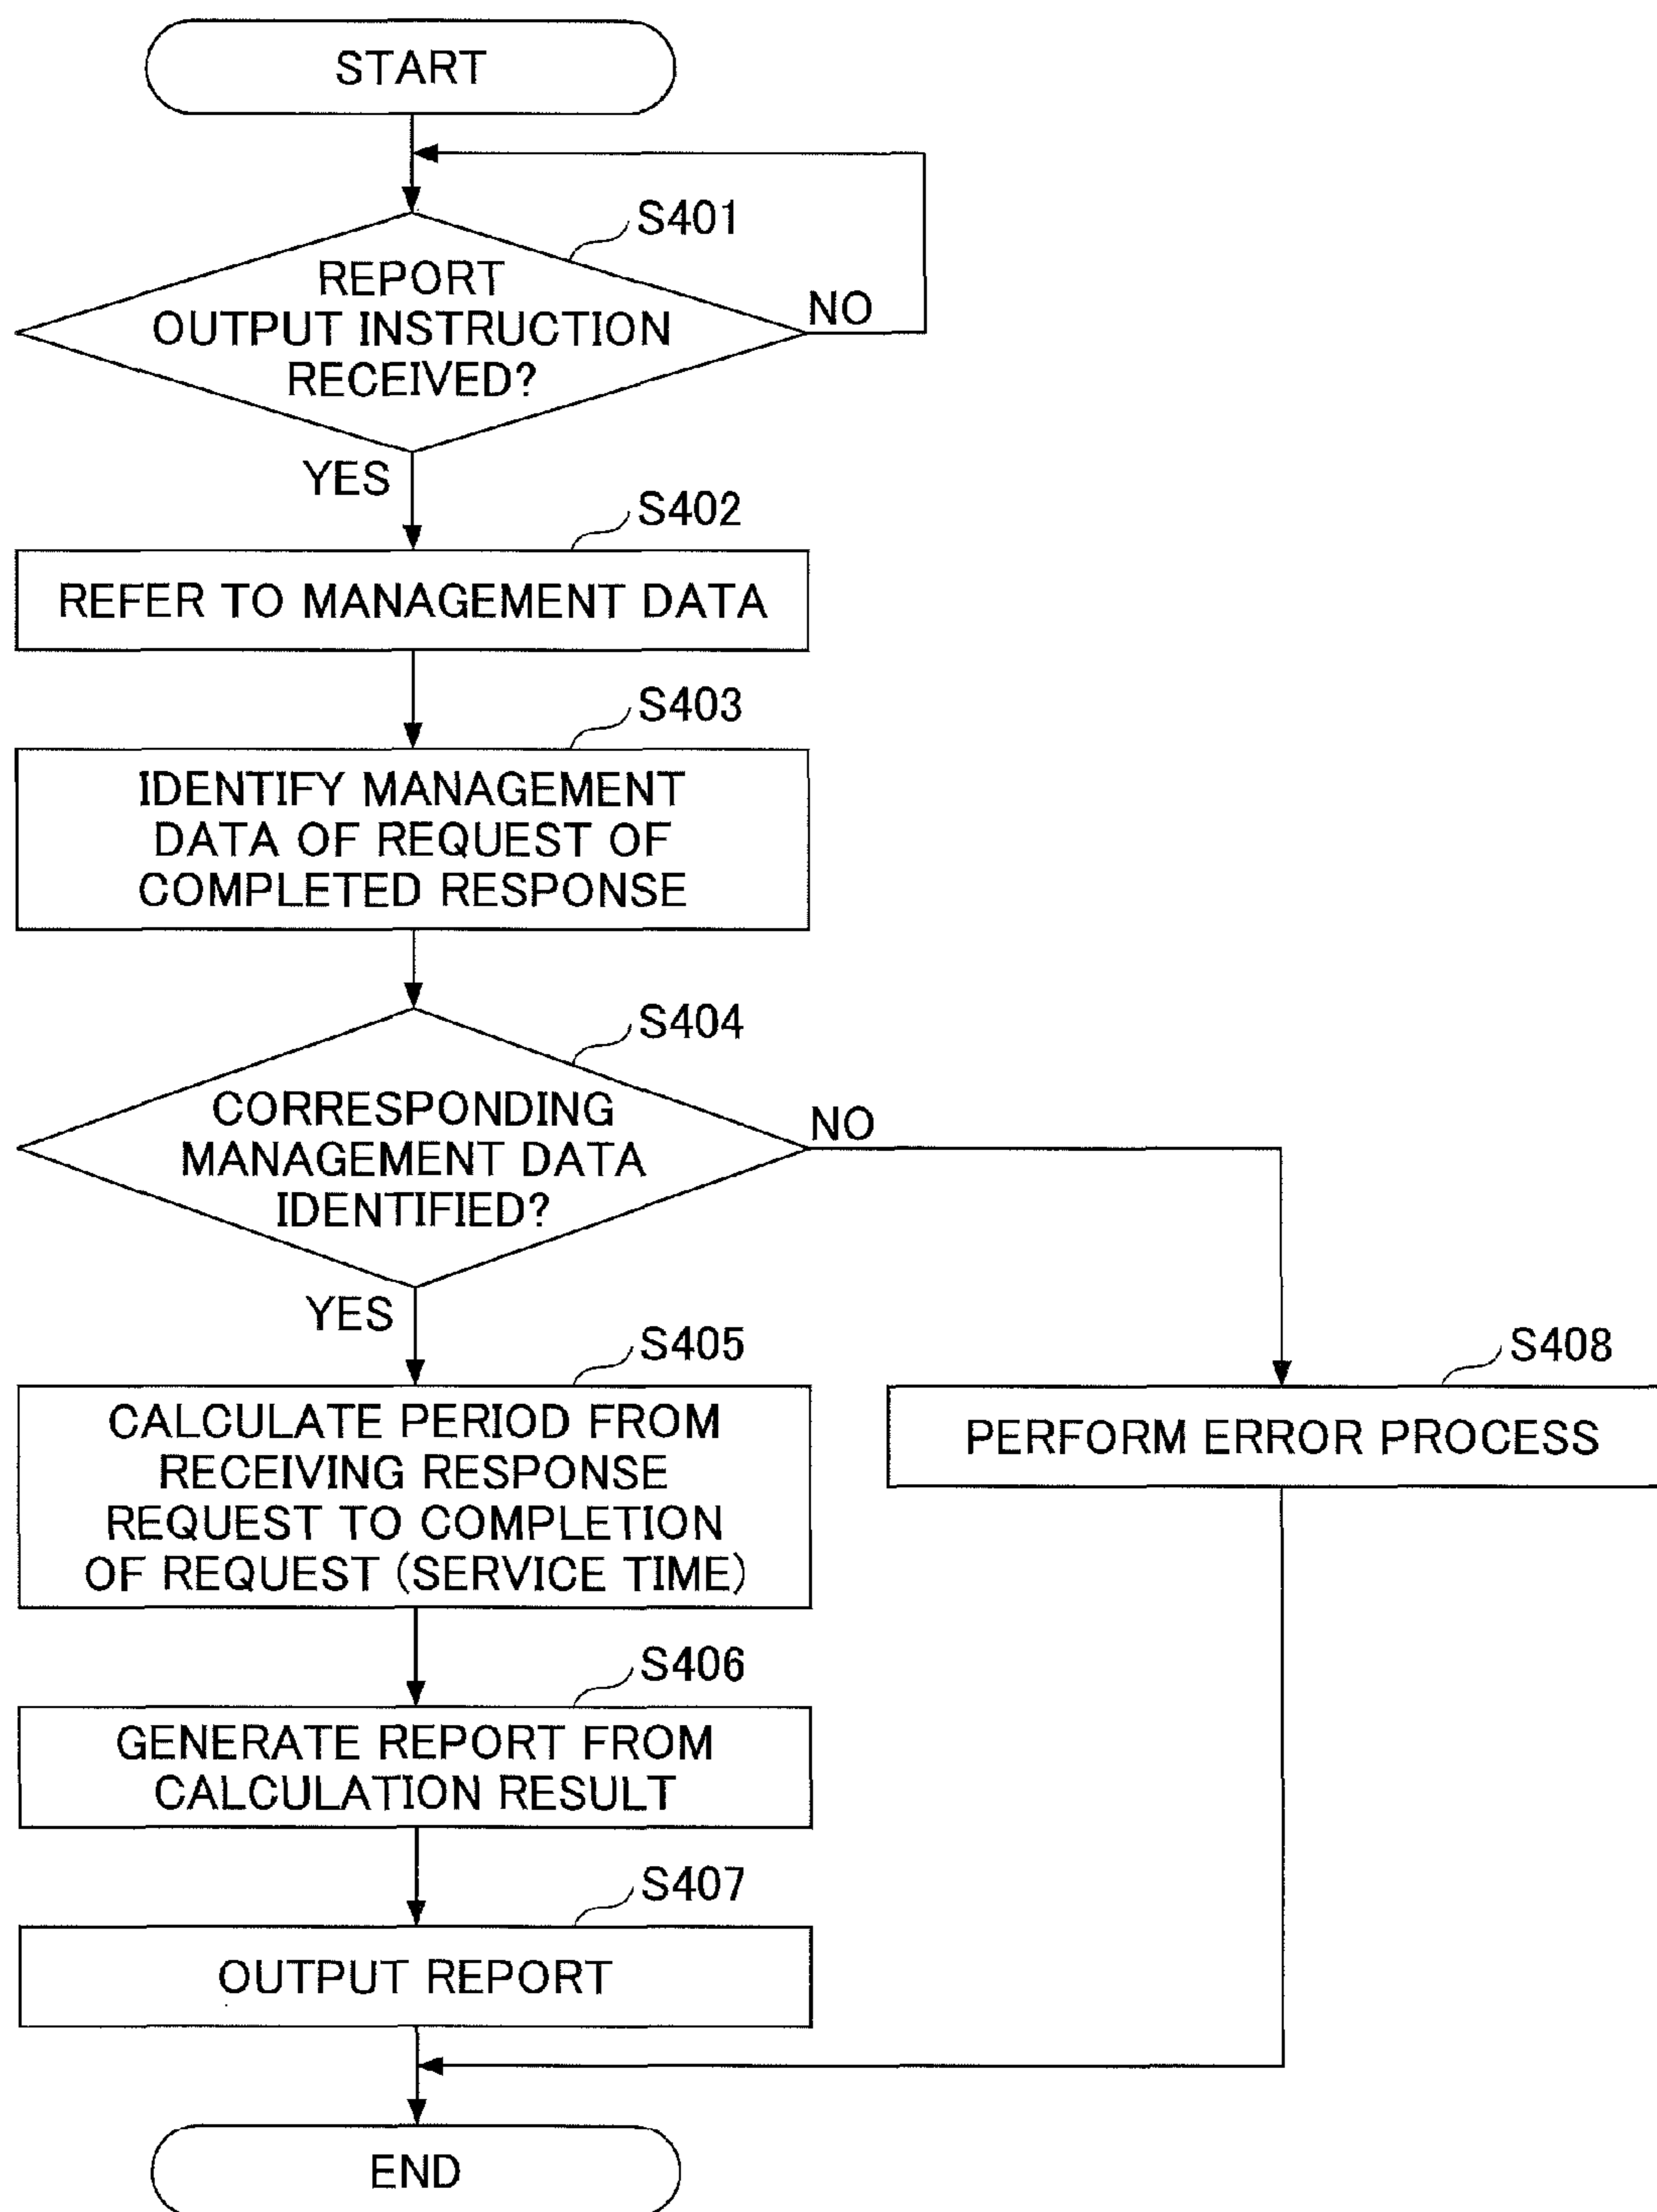 START
S401
REPORT
OUTPUT INSTRUCTION
RECEIVED?
NO
YES
S402
REFER TO MANAGEMENT DATA
S403
IDENTIFY MANAGEMENT
DATA OF REQUEST OF
COMPLETED RESPONSE
S404
CORRESPONDING
MANAGEMENT DATA
IDENTIFIED?
NO
YES
S405
CALCULATE PERIOD FROM
RECEIVING RESPONSE
REQUEST TO COMPLETION
OF REQUEST (SERVICE TIME)
S408
PERFORM ERROR PROCESS
S406
GENERATE REPORT FROM
CALCULATION RESULT
S407
OUTPUT REPORT
END